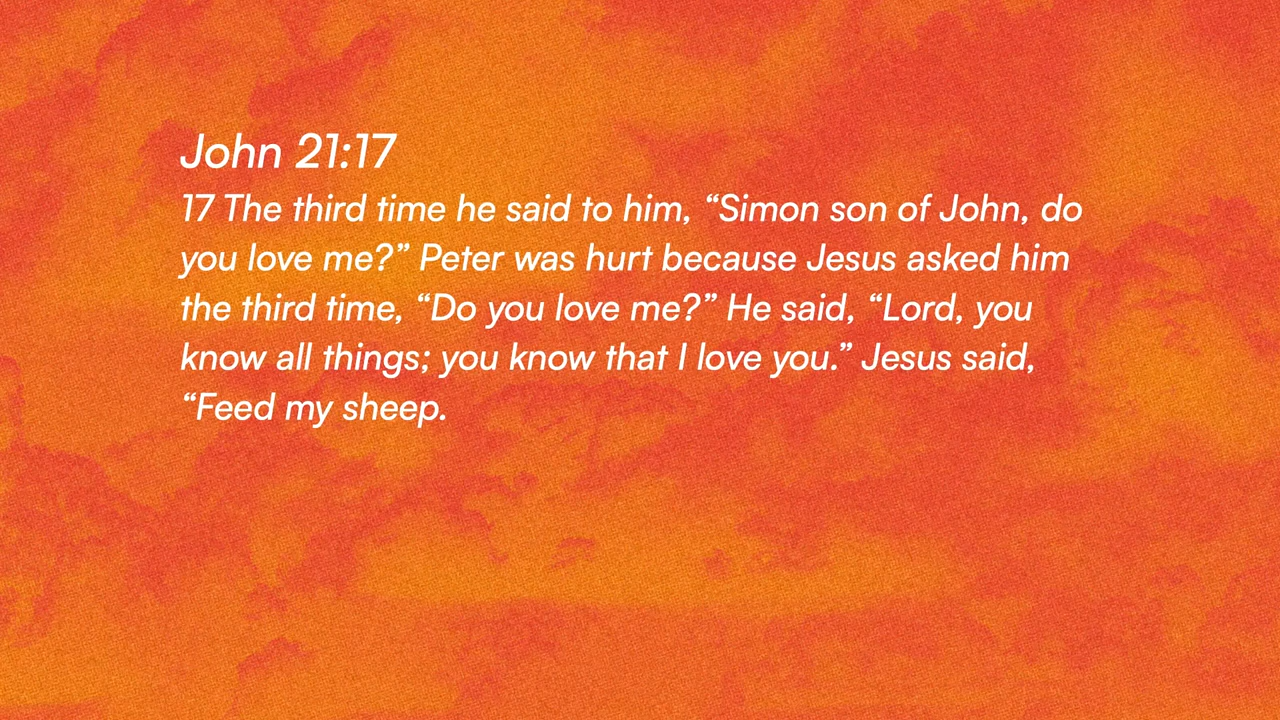 John 21:17
17 The third time he said to him, “Simon son of John, do
you love me?” Peter was hurt because Jesus asked him
the third time, “Do you love me?” He said, “Lord, you
know all things; you know that I love you.” Jesus said,
“Feed my sheep.